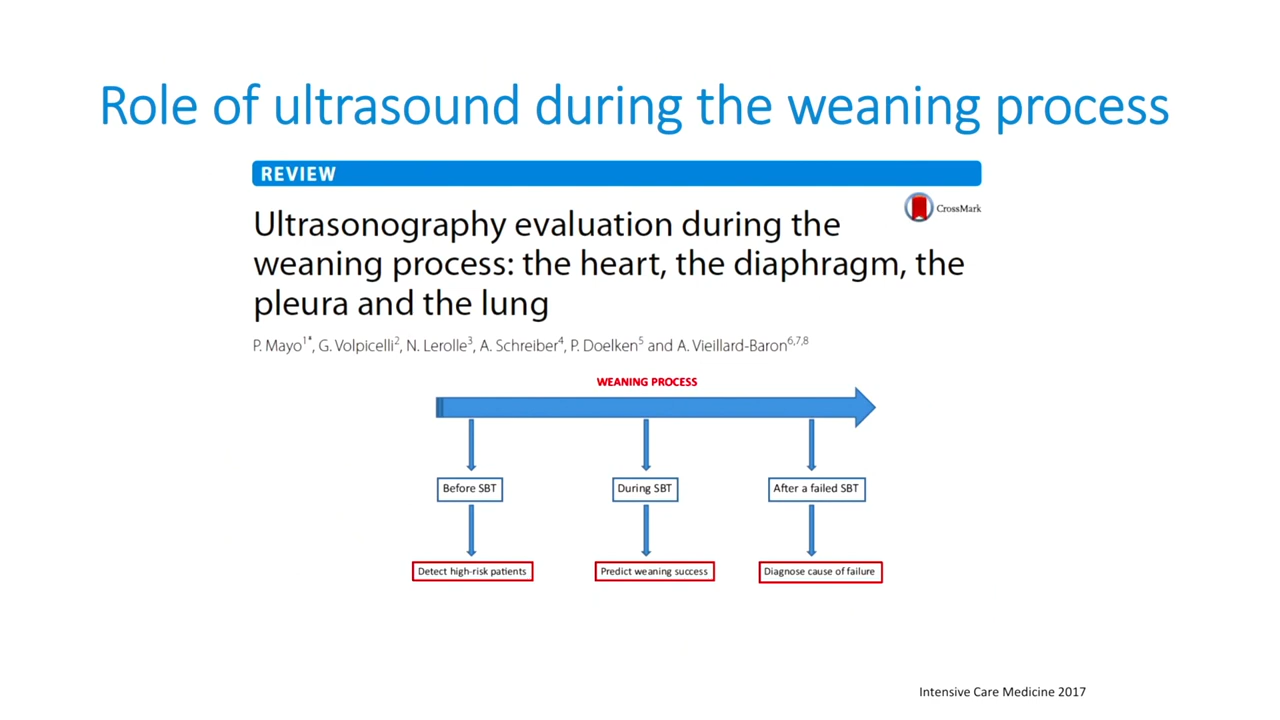 Role of ultrasound during the weaning process
REVIEW
CrossMark
Ultrasonography evaluation during the
weaning process: the heart, the diaphragm, the
pleura and the lung
P. Mayo1*, G. Volpicelli2, N. Lerolle3, A. Schreiber4, P. Doelken5 and A. Vieillard-Baron6,7,8
WEANING PROCESS
Before SBT
During SBT
After a failed SBT
Detect high-risk patients
Predict weaning success
Diagnose cause of failure
Intensive Care Medicine 2017